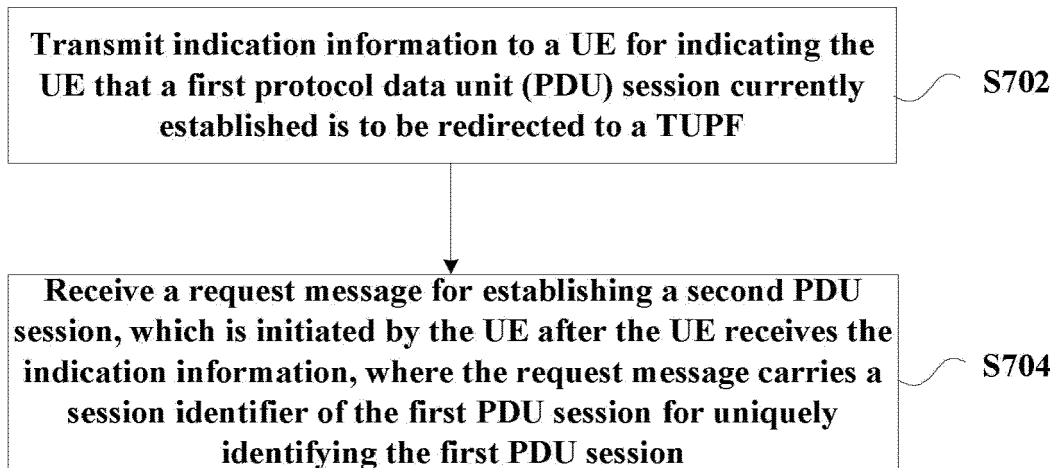 Transmit indication information to a UE for indicating the
UE that a first protocol data unit (PDU) session currently
established is to be redirected to a TUPF
S702
Receive a request message for establishing a second PDU
session, which is initiated by the UE after the UE receives the
indication information, where the request message carries a
session identifier of the first PDU session for uniquely
identifying the first PDU session
S704